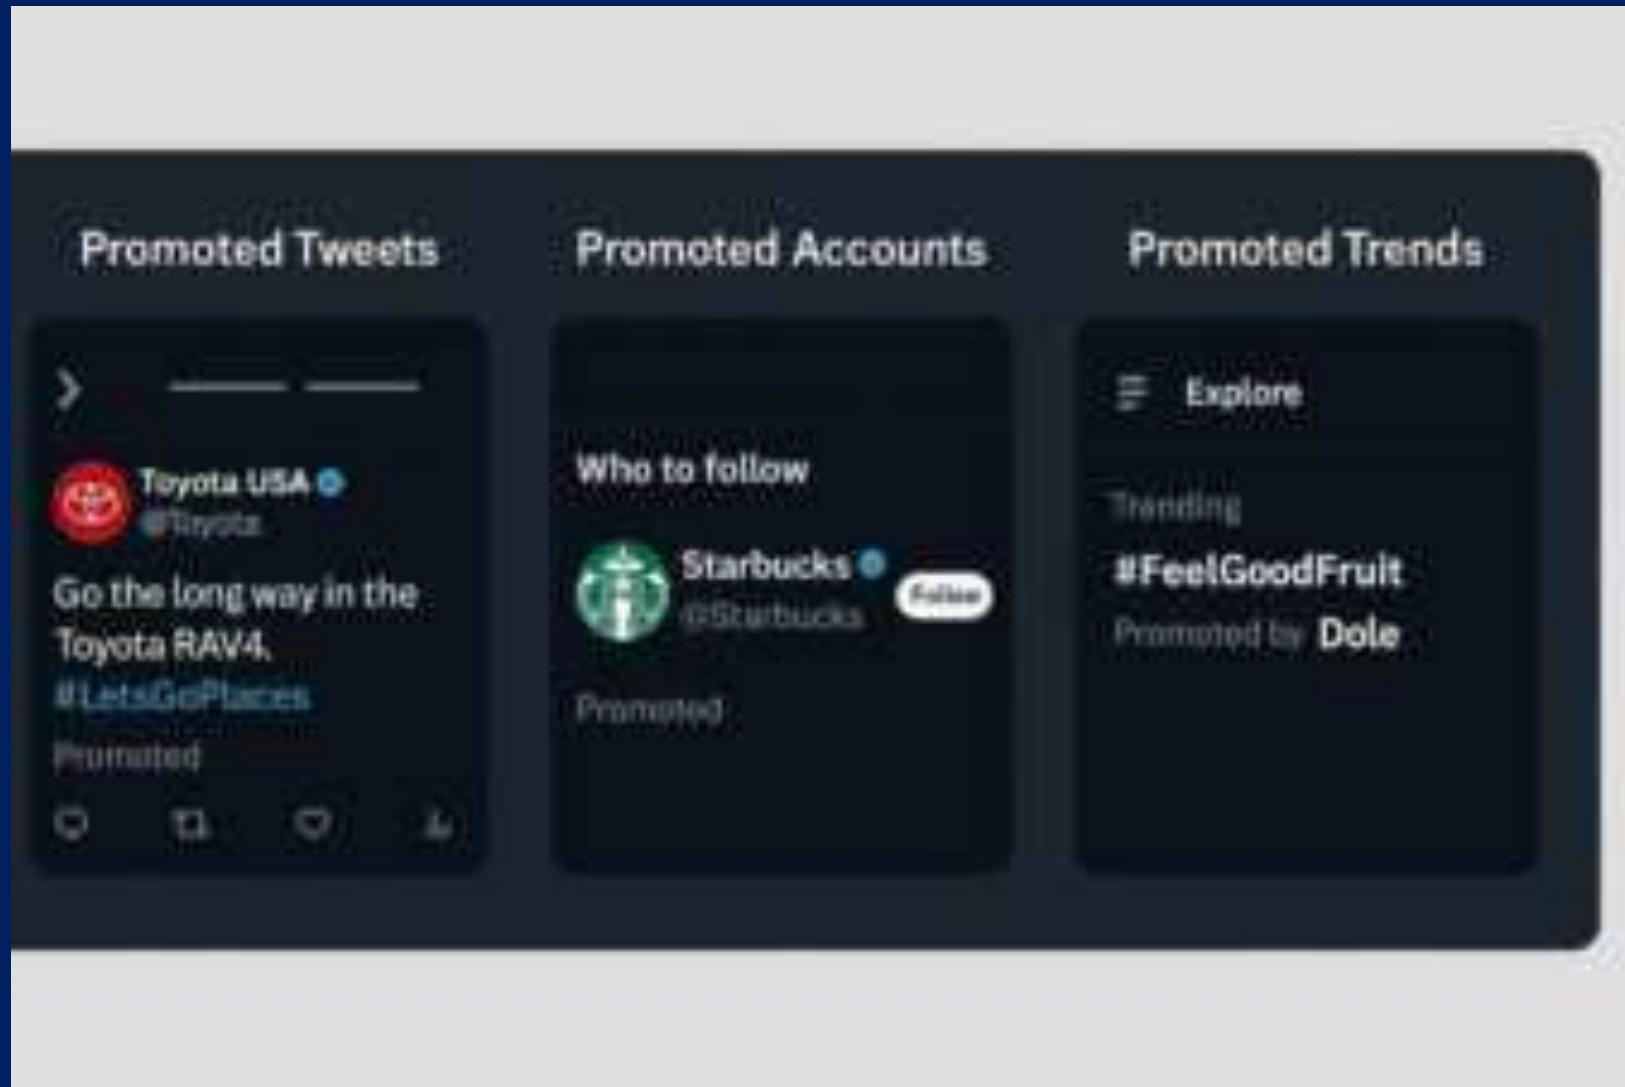 Promoted Tweets
Toyota USA
@Toyota
Go the long way in the
Toyota RAV4.
#LetsGoPlaces
Promoted
Promoted Accounts
Who to follow
Starbucks
@Starbucks
Follow
Promoted
Promoted Trends
Explore
Trending
#FeelGoodFruit
Promoted by Dole